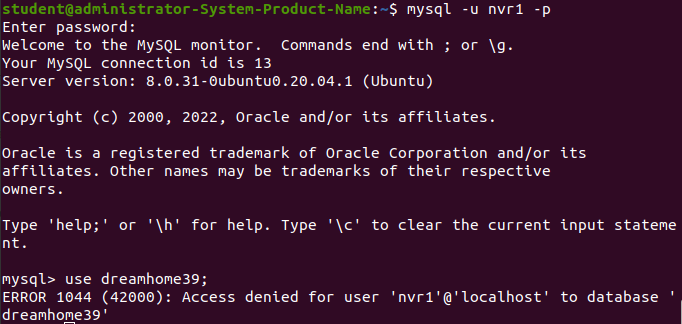 student@administrator-System-Product-Name:~$ mysql -u nvr1 -p
Enter password:
Welcome to the MySQL monitor.  Commands end with ; or \g.
Your MySQL connection id is 13
Server version: 8.0.31-0ubuntu0.20.04.1 (Ubuntu)
Copyright (c) 2000, 2022, Oracle and/or its affiliates.
Oracle is a registered trademark of Oracle Corporation and/or its
affiliates. Other names may be trademarks of their respective
owners.
Type 'help;' or '\h' for help. Type '\c' to clear the current input stateme
nt.
mysql> use dreamhome39;
ERROR 1044 (42000): Access denied for user 'nvr1'@'localhost' to database '
dreamhome39'